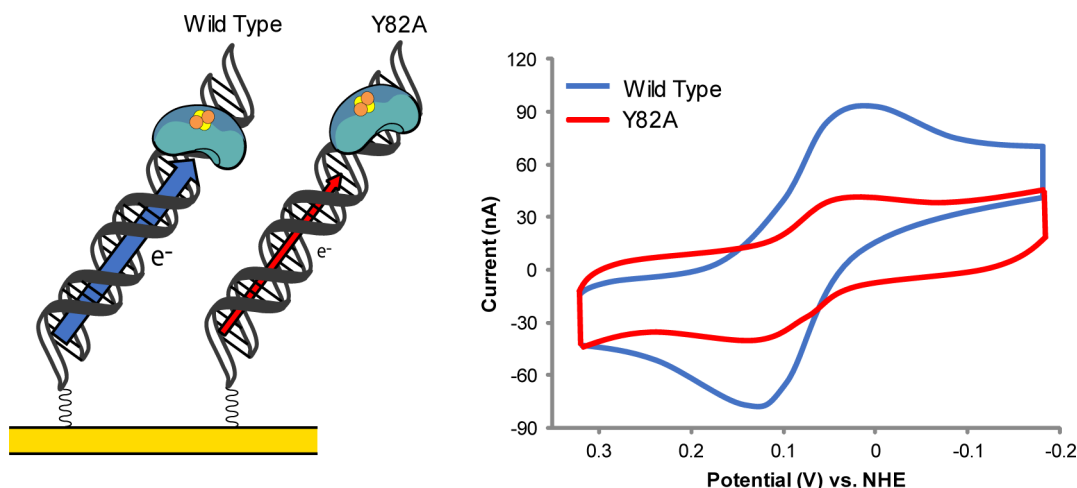 Wild Type
Y82A
e-
e-
Wild Type
Y82A
120
90
60
30
0
-30
-60
-90
Current (nA)
0.3 0.2 0.1 0 -0.1 -0.2
Potential (V) vs. NHE